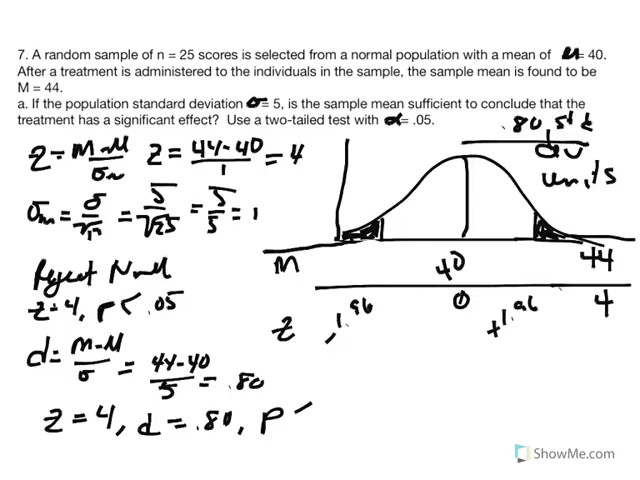 7. A random sample of n = 25 scores is selected from a normal population with a mean of μ= 40.
After a treatment is administered to the individuals in the sample, the sample mean is found to be
M = 44.
a. If the population standard deviation σ= 5, is the sample mean sufficient to conclude that the
treatment has a significant effect? Use a two-tailed test with α= .05.
.80, std
dev
units
Z = M-M/σm Z = 44-40/1 = 4
σm = σ/√n = 5/√25 = 5/5 = 1
M 40 44
Reject Null
Z=4, P < .05
Z -1.96 0 +1.96 4
d = M-M/σ = 44-40/5 = .80
Z = 4, d = .80, P <
ShowMe.com